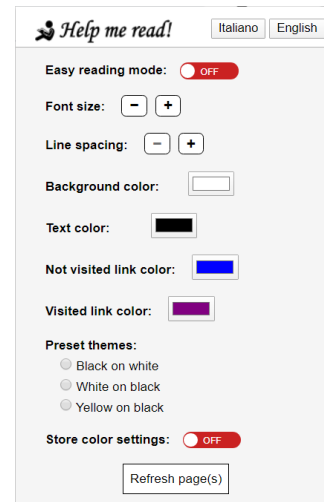 Help me read!
Italiano English
Easy reading mode: OFF
Font size: - +
Line spacing: - +
Background color:
Text color:
Not visited link color:
Visited link color:
Preset themes:
Black on white
White on black
Yellow on black
Store color settings: OFF
Refresh page(s)